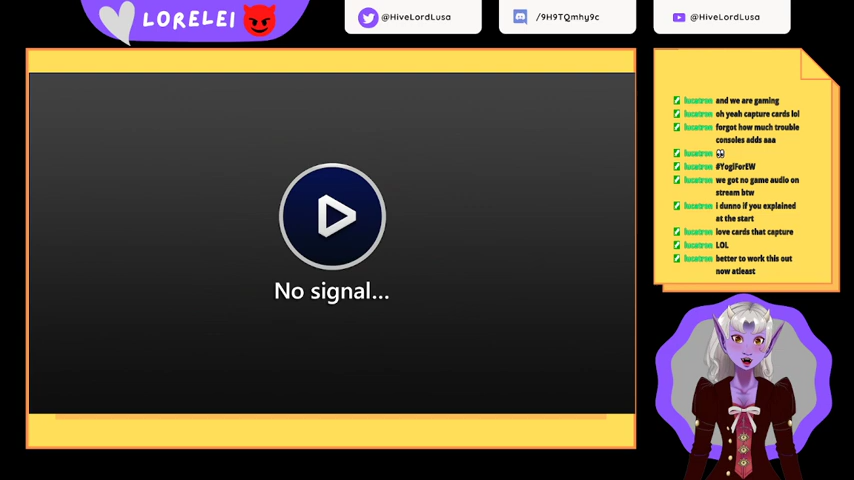 LORELEI
@HiveLordLusa
/9H9TQmhy9c
@HiveLordLusa
No signal...
lucatron and we are gaming
lucatron oh yeah capture cards lol
lucatron forgot how much trouble
consoles adds aaa
lucatron 👀
lucatron #YogiForEW
lucatron we got no game audio on
stream btw
lucatron i dunno if you explained
at the start
lucatron love cards that capture
lucatron LOL
lucatron better to work this out
now atleast